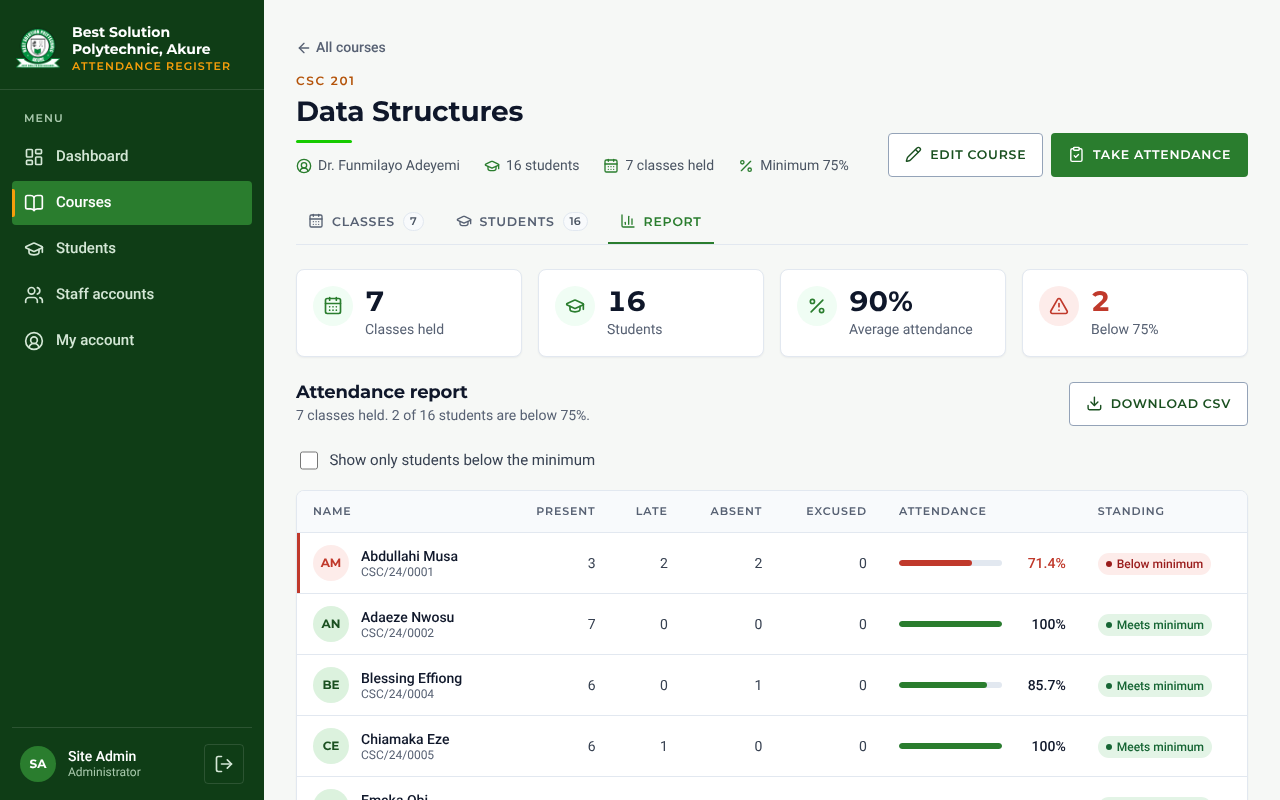 Best Solution
Polytechnic, Akure
ATTENDANCE REGISTER
MENU
Dashboard
Courses
Students
Staff accounts
My account
SA
Site Admin
Administrator
All courses
CSC 201
Data Structures
Dr. Funmilayo Adeyemi 16 students 7 classes held Minimum 75%
EDIT COURSE
TAKE ATTENDANCE
CLASSES 7 STUDENTS 16 REPORT
7
Classes held
16
Students
90%
Average attendance
2
Below 75%
Attendance report
7 classes held. 2 of 16 students are below 75%.
DOWNLOAD CSV
Show only students below the minimum
NAME PRESENT LATE ABSENT EXCUSED ATTENDANCE STANDING
AM Abdullahi Musa 3 2 2 0 71.4% Below minimum
CSC/24/0001
AN Adaeze Nwosu 7 0 0 0 100% Meets minimum
CSC/24/0002
BE Blessing Effiong 6 0 1 0 85.7% Meets minimum
CSC/24/0004
CE Chiamaka Eze 6 1 0 0 100% Meets minimum
CSC/24/0005